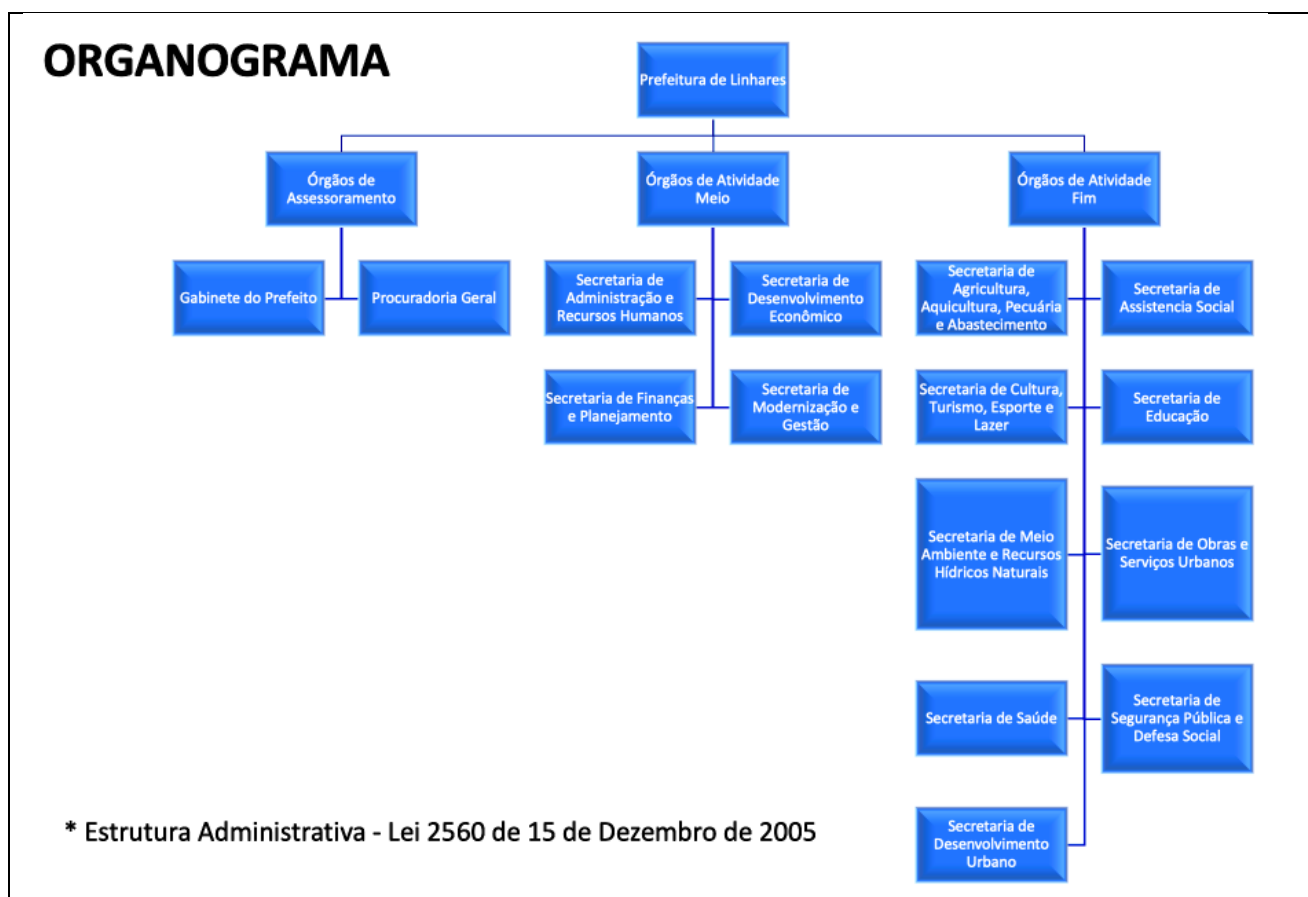 ORGANOGRAMA
Prefeitura de Linhares
Órgãos de
Assessoramento
Órgãos de Atividade
Meio
Órgãos de Atividade
Fim
Gabinete do Prefeito
Procuradoria Geral
Secretaria de
Administração e
Recursos Humanos
Secretaria de
Desenvolvimento
Econômico
Secretaria de
Agricultura,
Aquicultura, Pecuária
e Abastecimento
Secretaria de
Assistencia Social
Secretaria de Finanças
e Planejamento
Secretaria de
Modernização e
Gestão
Secretaria de Cultura,
Turismo, Esporte e
Lazer
Secretaria de
Educação
Secretaria de Meio
Ambiente e Recursos
Hídricos Naturais
Secretaria de Obras e
Serviços Urbanos
Secretaria de Saúde
Secretaria de
Segurança Pública e
Defesa Social
Secretaria de
Desenvolvimento
Urbano
* Estrutura Administrativa - Lei 2560 de 15 de Dezembro de 2005